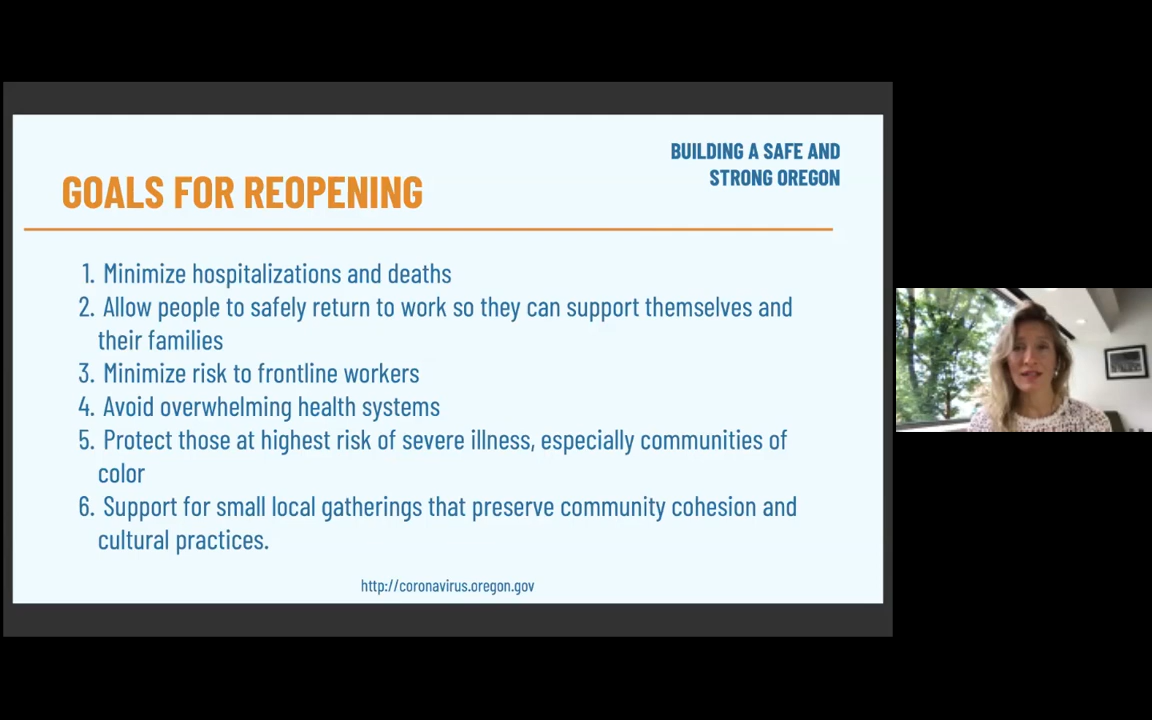 BUILDING A SAFE AND
STRONG OREGON
GOALS FOR REOPENING
1. Minimize hospitalizations and deaths
2. Allow people to safely return to work so they can support themselves and
their families
3. Minimize risk to frontline workers
4. Avoid overwhelming health systems
5. Protect those at highest risk of severe illness, especially communities of
color
6. Support for small local gatherings that preserve community cohesion and
cultural practices.
http://coronavirus.oregon.gov